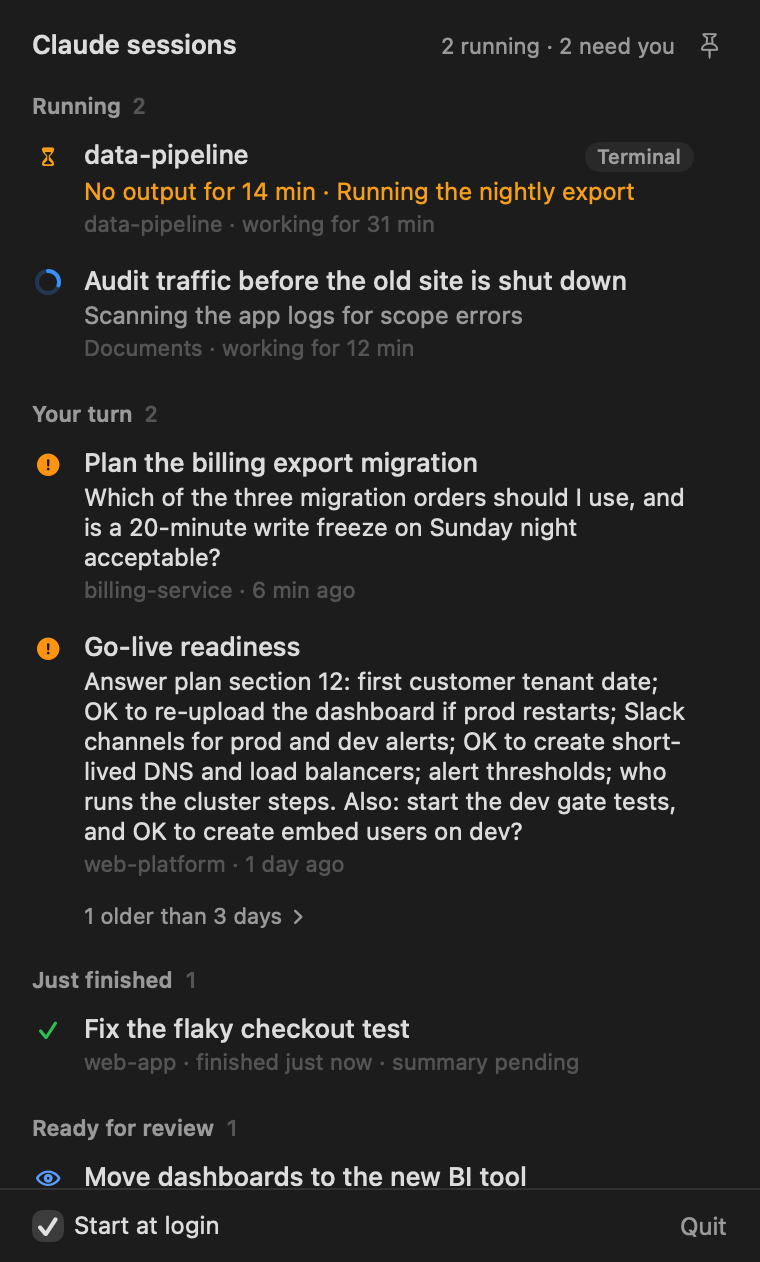 Claude sessions
2 running · 2 need you
Running 2
data-pipeline
Terminal
No output for 14 min · Running the nightly export
data-pipeline · working for 31 min
Audit traffic before the old site is shut down
Scanning the app logs for scope errors
Documents · working for 12 min
Your turn 2
Plan the billing export migration
Which of the three migration orders should I use, and
is a 20-minute write freeze on Sunday night
acceptable?
billing-service · 6 min ago
Go-live readiness
Answer plan section 12: first customer tenant date;
OK to re-upload the dashboard if prod restarts; Slack
channels for prod and dev alerts; OK to create short-
lived DNS and load balancers; alert thresholds; who
runs the cluster steps. Also: start the dev gate tests,
and OK to create embed users on dev?
web-platform · 1 day ago
1 older than 3 days >
Just finished 1
Fix the flaky checkout test
web-app · finished just now · summary pending
Ready for review 1
Move dashboards to the new BI tool
Start at login
Quit